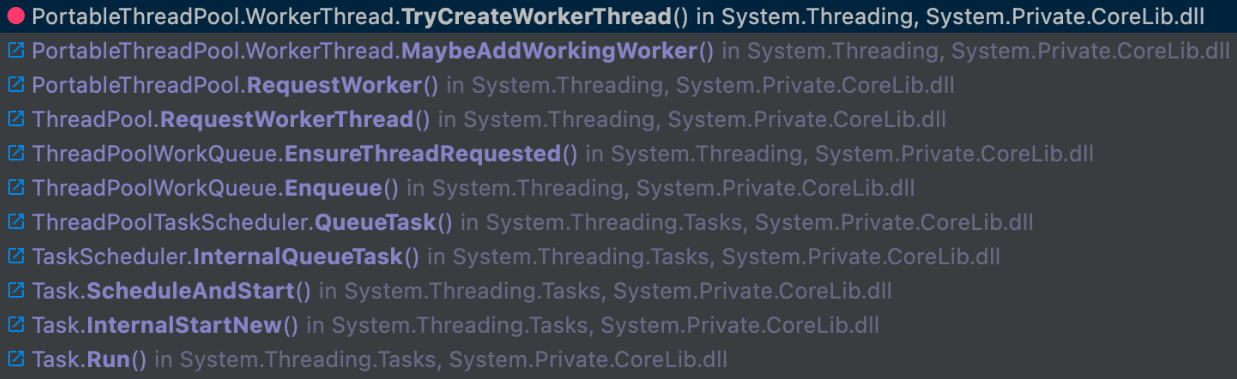 PortableThreadPool.WorkerThread.TryCreateWorkerThread() in System.Threading, System.Private.CoreLib.dll
PortableThreadPool.WorkerThread.MaybeAddWorkingWorker() in System.Threading, System.Private.CoreLib.dll
PortableThreadPool.RequestWorker() in System.Threading, System.Private.CoreLib.dll
ThreadPool.RequestWorkerThread() in System.Threading, System.Private.CoreLib.dll
ThreadPoolWorkQueue.EnsureThreadRequested() in System.Threading, System.Private.CoreLib.dll
ThreadPoolWorkQueue.Enqueue() in System.Threading, System.Private.CoreLib.dll
ThreadPoolTaskScheduler.QueueTask() in System.Threading.Tasks, System.Private.CoreLib.dll
TaskScheduler.InternalQueueTask() in System.Threading.Tasks, System.Private.CoreLib.dll
Task.ScheduleAndStart() in System.Threading.Tasks, System.Private.CoreLib.dll
Task.InternalStartNew() in System.Threading.Tasks, System.Private.CoreLib.dll
Task.Run() in System.Threading.Tasks, System.Private.CoreLib.dll